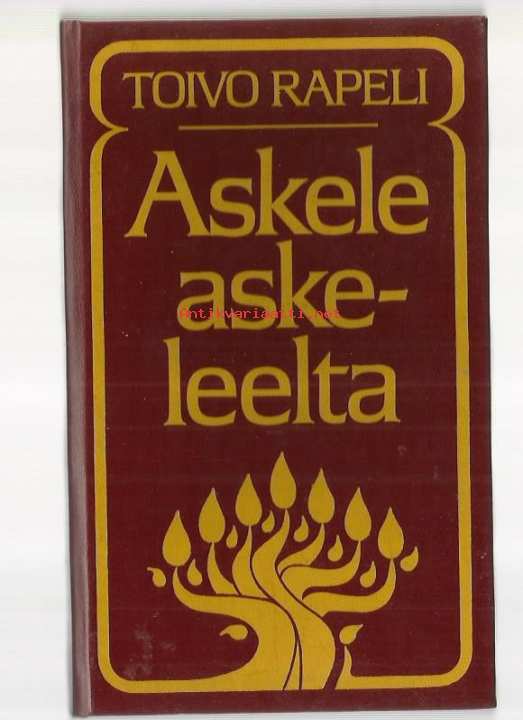 TOIVO RAPELI
Askele
aske-
Antikvariaatti.net
leelta